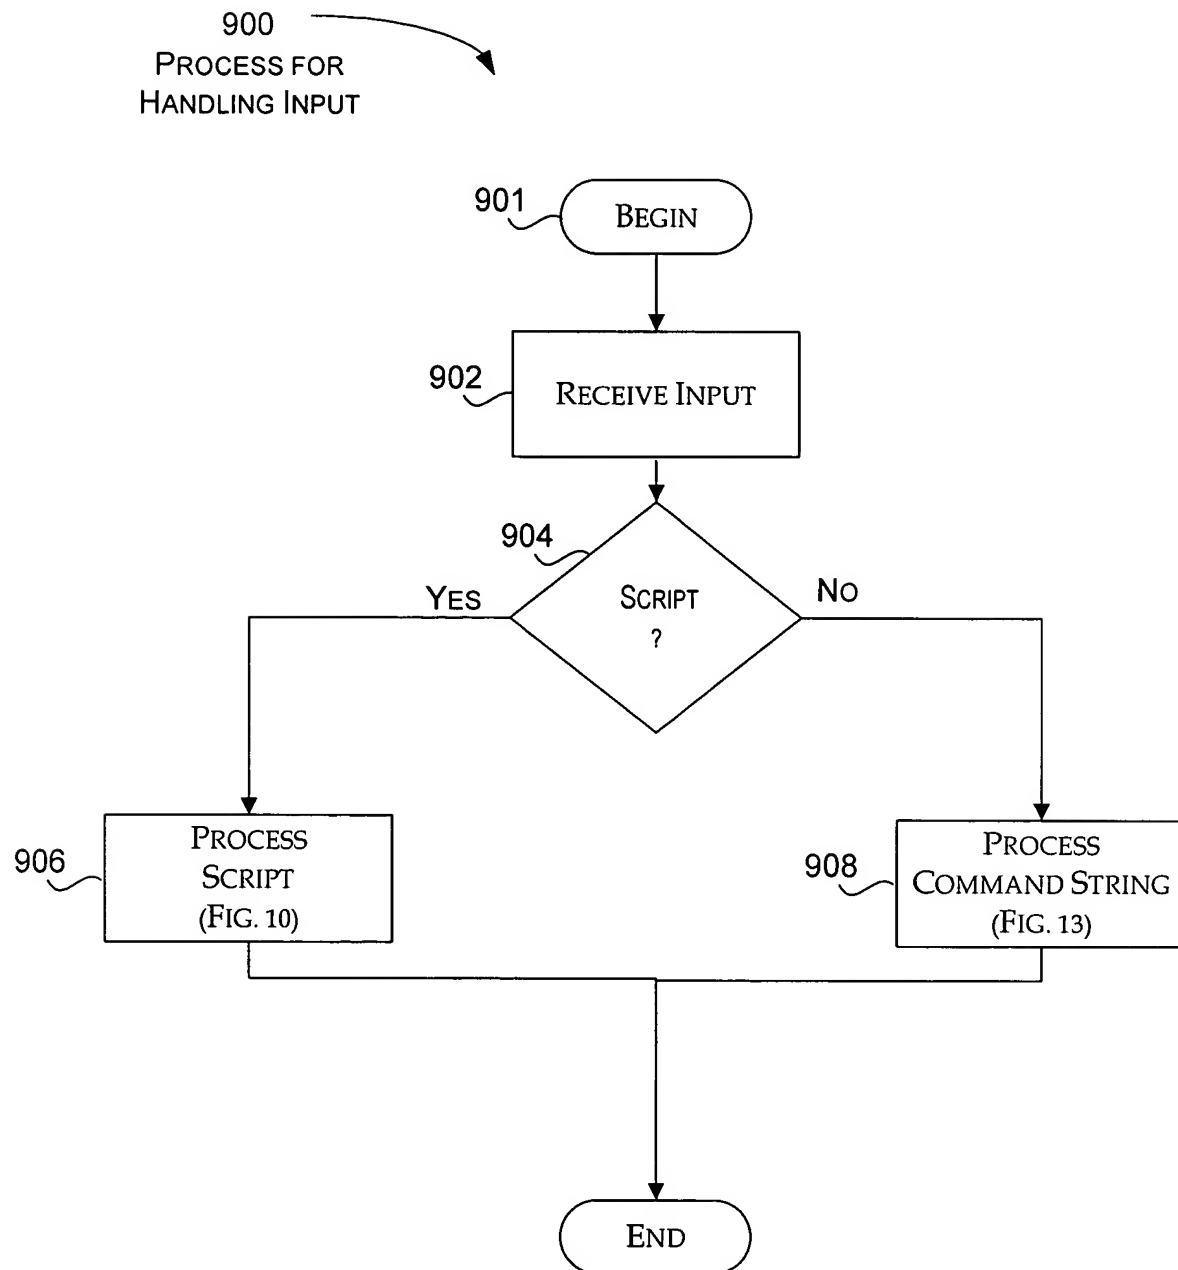 900
PROCESS FOR
HANDLING INPUT
901
BEGIN
902
RECEIVE INPUT
904
YES
SCRIPT
?
NO
906
PROCESS
SCRIPT
(FIG. 10)
908
PROCESS
COMMAND STRING
(FIG. 13)
END